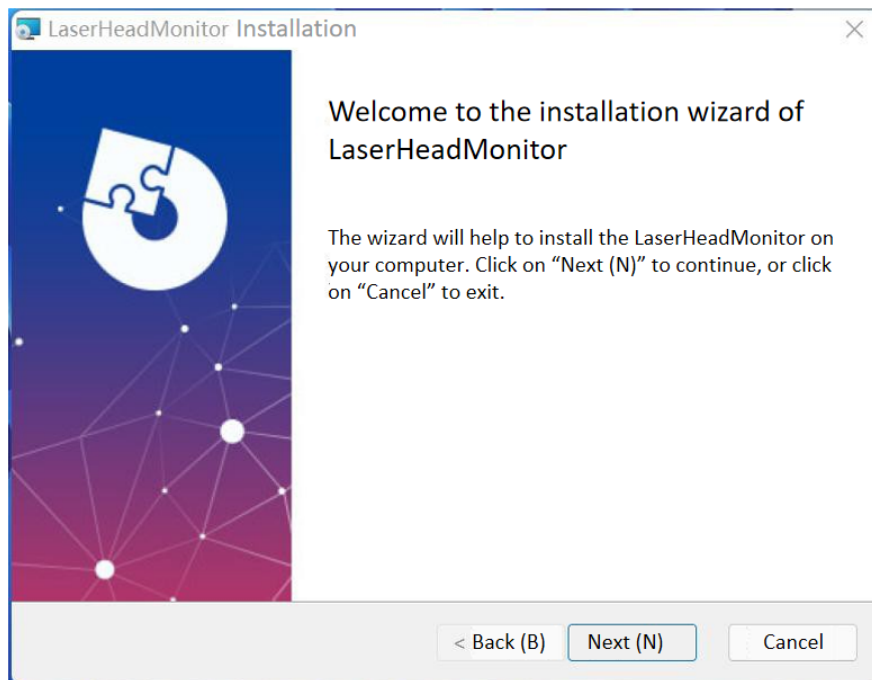 LaserHeadMonitor Installation
Welcome to the installation wizard of
LaserHeadMonitor
The wizard will help to install the LaserHeadMonitor on
your computer. Click on “Next (N)” to continue, or click
on “Cancel” to exit.
< Back (B) Next (N) Cancel